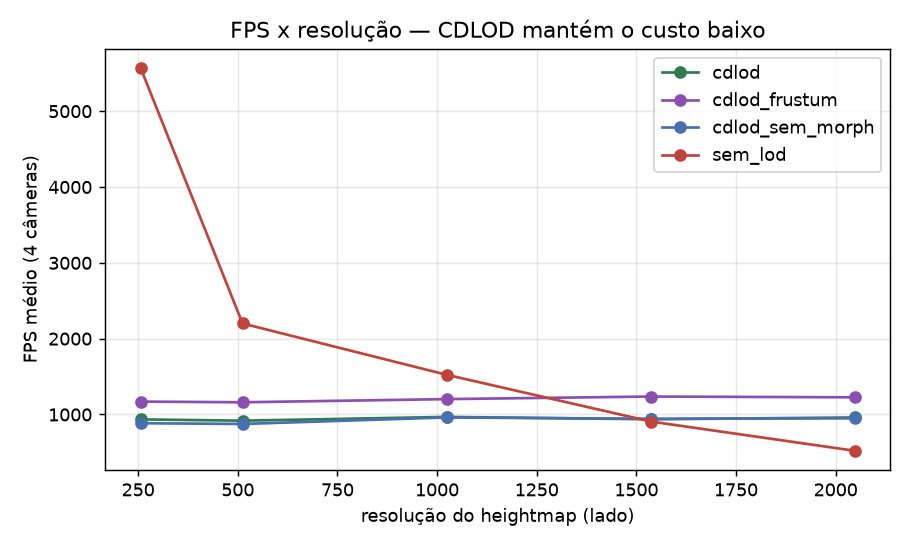 FPS x resolução — CDLOD mantém o custo baixo
cdlod
cdlod_frustum
cdlod_sem_morph
sem_lod
FPS médio (4 câmeras)
5000
4000
3000
2000
1000
250
500
750
1000
1250
1500
1750
2000
resolução do heightmap (lado)